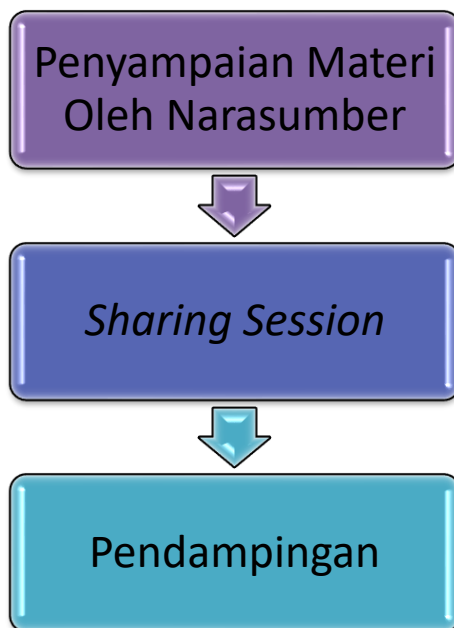 Penyampaian Materi
Oleh Narasumber
Sharing Session
Pendampingan